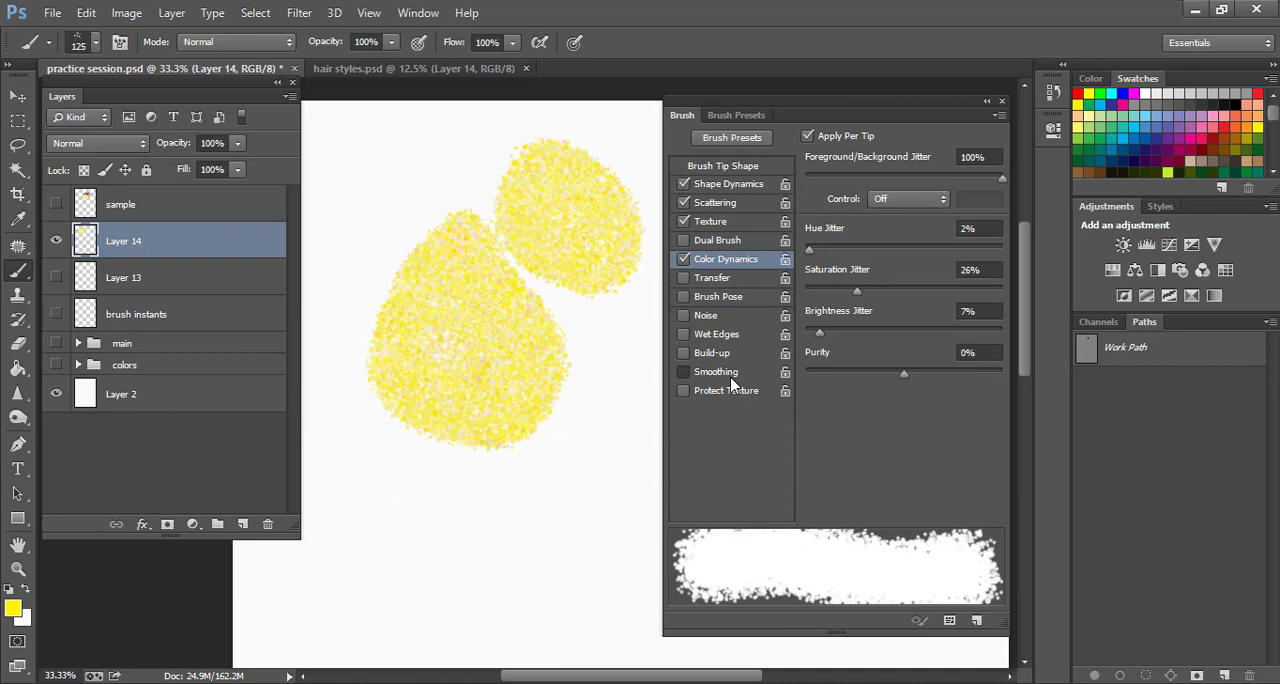 Ps File Edit Image Layer Type Select Filter 3D View Window Help
125 Mode: Normal Opacity: 100% Flow: 100% Essentials
practice session.psd @ 33.3% (Layer 14, RGB/8) * × hair styles.psd @ 12.5% (Layer 14, RGB/8) ×
Layers
Kind
Normal Opacity: 100%
Lock: Fill: 100%
sample
Layer 14
Layer 13
brush instants
main
colors
Layer 2
fx
Brush Brush Presets
Brush Presets
Brush Tip Shape
Shape Dynamics
Scattering
Texture
Dual Brush
Color Dynamics
Transfer
Brush Pose
Noise
Wet Edges
Build-up
Smoothing
Protect Texture
Apply Per Tip
Foreground/Background Jitter 100%
Control: Off
Hue Jitter 2%
Saturation Jitter 26%
Brightness Jitter 7%
Purity 0%
Color Swatches
Adjustments Styles
Add an adjustment
Channels Paths
Work Path
33.33% Doc: 24.9M/162.2M